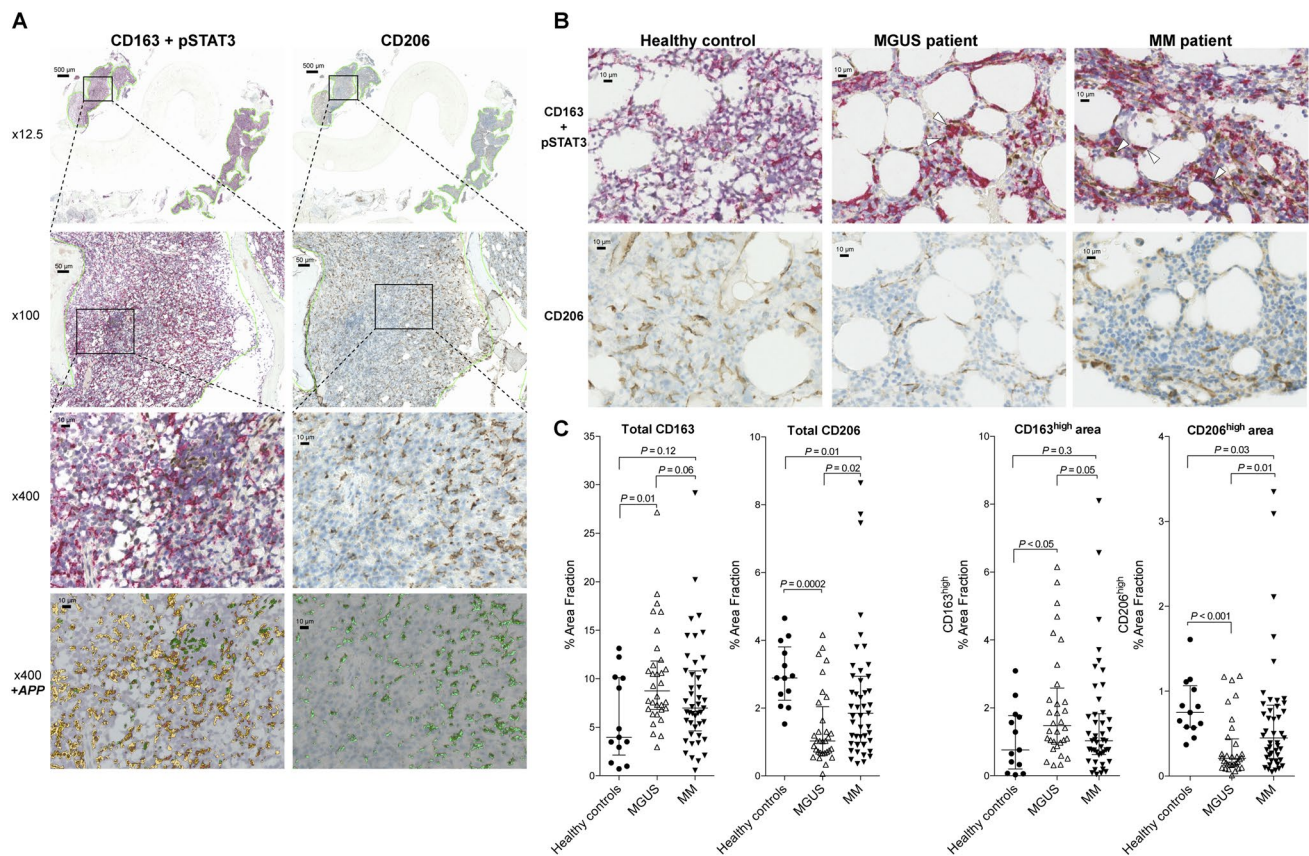 A
CD163 + pSTAT3
CD206
500 µm
500 µm
x12.5
50 µm
50 µm
x100
10 µm
10 µm
x400
10 µm
10 µm
x400
+APP
B
Healthy control
MGUS patient
MM patient
10 µm
10 µm
10 µm
CD163
+
pSTAT3
10 µm
10 µm
10 µm
CD206
C
Total CD163
% Area Fraction
35
30
25
20
15
10
5
0
P = 0.12
P = 0.06
P = 0.01
Healthy controls
MGUS
MM
Total CD206
% Area Fraction
10
8
6
4
2
0
P = 0.01
P = 0.02
P = 0.0002
Healthy controls
MGUS
MM
CD163high area
CD163high
% Area Fraction
10
8
6
4
2
0
P = 0.3
P = 0.05
P < 0.05
Healthy controls
MGUS
MM
CD206high area
CD206high
% Area Fraction
4
3
2
1
0
P = 0.03
P = 0.01
P < 0.001
Healthy controls
MGUS
MM